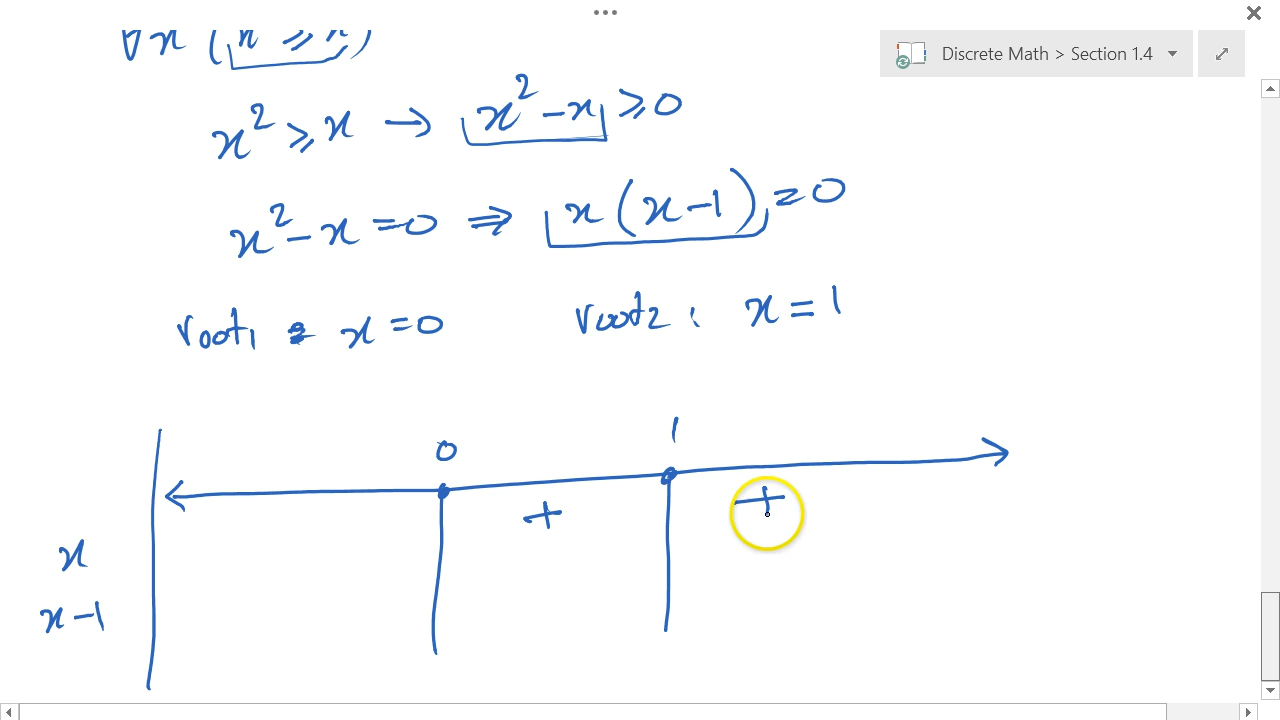 Discrete Math > Section 1.4
∀x (x ≥ x)
x² ≥ x → x² - x ≥ 0
x² - x = 0 ⇒ x(x-1) = 0
root1 : x = 0 root2 : x = 1
0 1
+ +
x
x-1